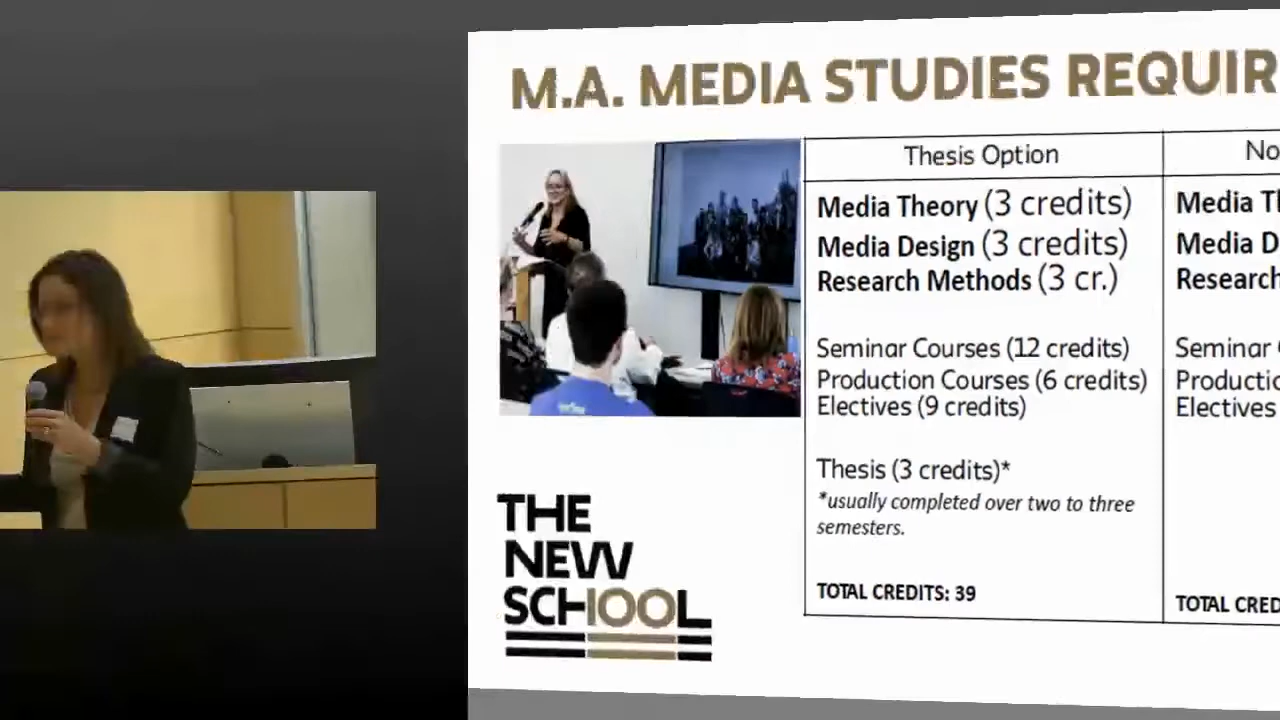 M.A. MEDIA STUDIES REQUIR
Thesis Option
Media Theory (3 credits)
Media Design (3 credits)
Research Methods (3 cr.)
Seminar Courses (12 credits)
Production Courses (6 credits)
Electives (9 credits)
Thesis (3 credits)*
*usually completed over two to three
semesters.
TOTAL CREDITS: 39
No
Media Th
Media D
Research
Seminar C
Productio
Electives
TOTAL CRED
THE
NEW
SCHOOL